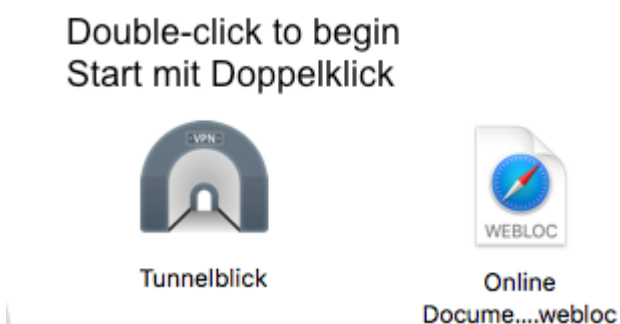 Double-click to begin
Start mit Doppelklick
VPN
WEBLOC
Tunnelblick
Online
Docume....webloc